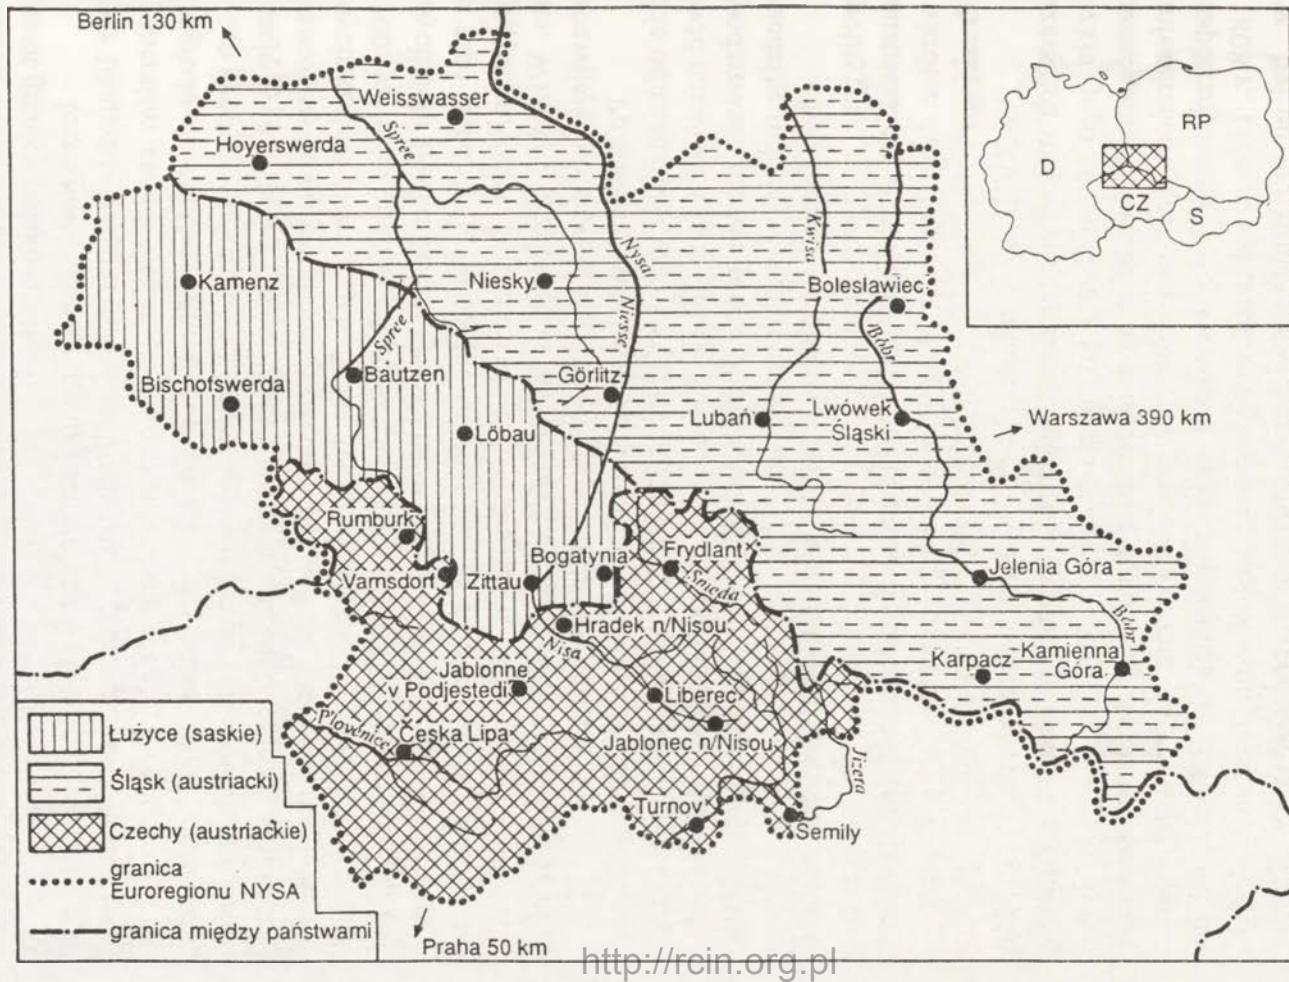 Berlin 130 km
Weisswasser
Hoyerswerda
Spree
RP
D
CZ
S
Kwisa
Nysa
Kamenz
Niesky
Bolesławiec
Niesse
Spree
Bóbr
Bautzen
Görlitz
Bischofswerda
Lubań
Lwówek
Śląski
Warszawa 390 km
Löbau
Rumburk
Bogatynia
Frydlant
Varnsdorf
Zittau
Jelenia Góra
Smeda
Hradek n/Nisou
Bóbr
Nisa
Karpacz
Kamienna
Góra
Jablonne
v Podjestedi
Liberec
P'lovenice
Česka Lipa
Jablonec n/Nisou
Jizera
Turnov
Semily
Łużyce (saskie)
Śląsk (austriacki)
Czechy (austriackie)
granica
Euroregionu NYSA
granica między państwami
Praha 50 km
http://rcin.org.pl